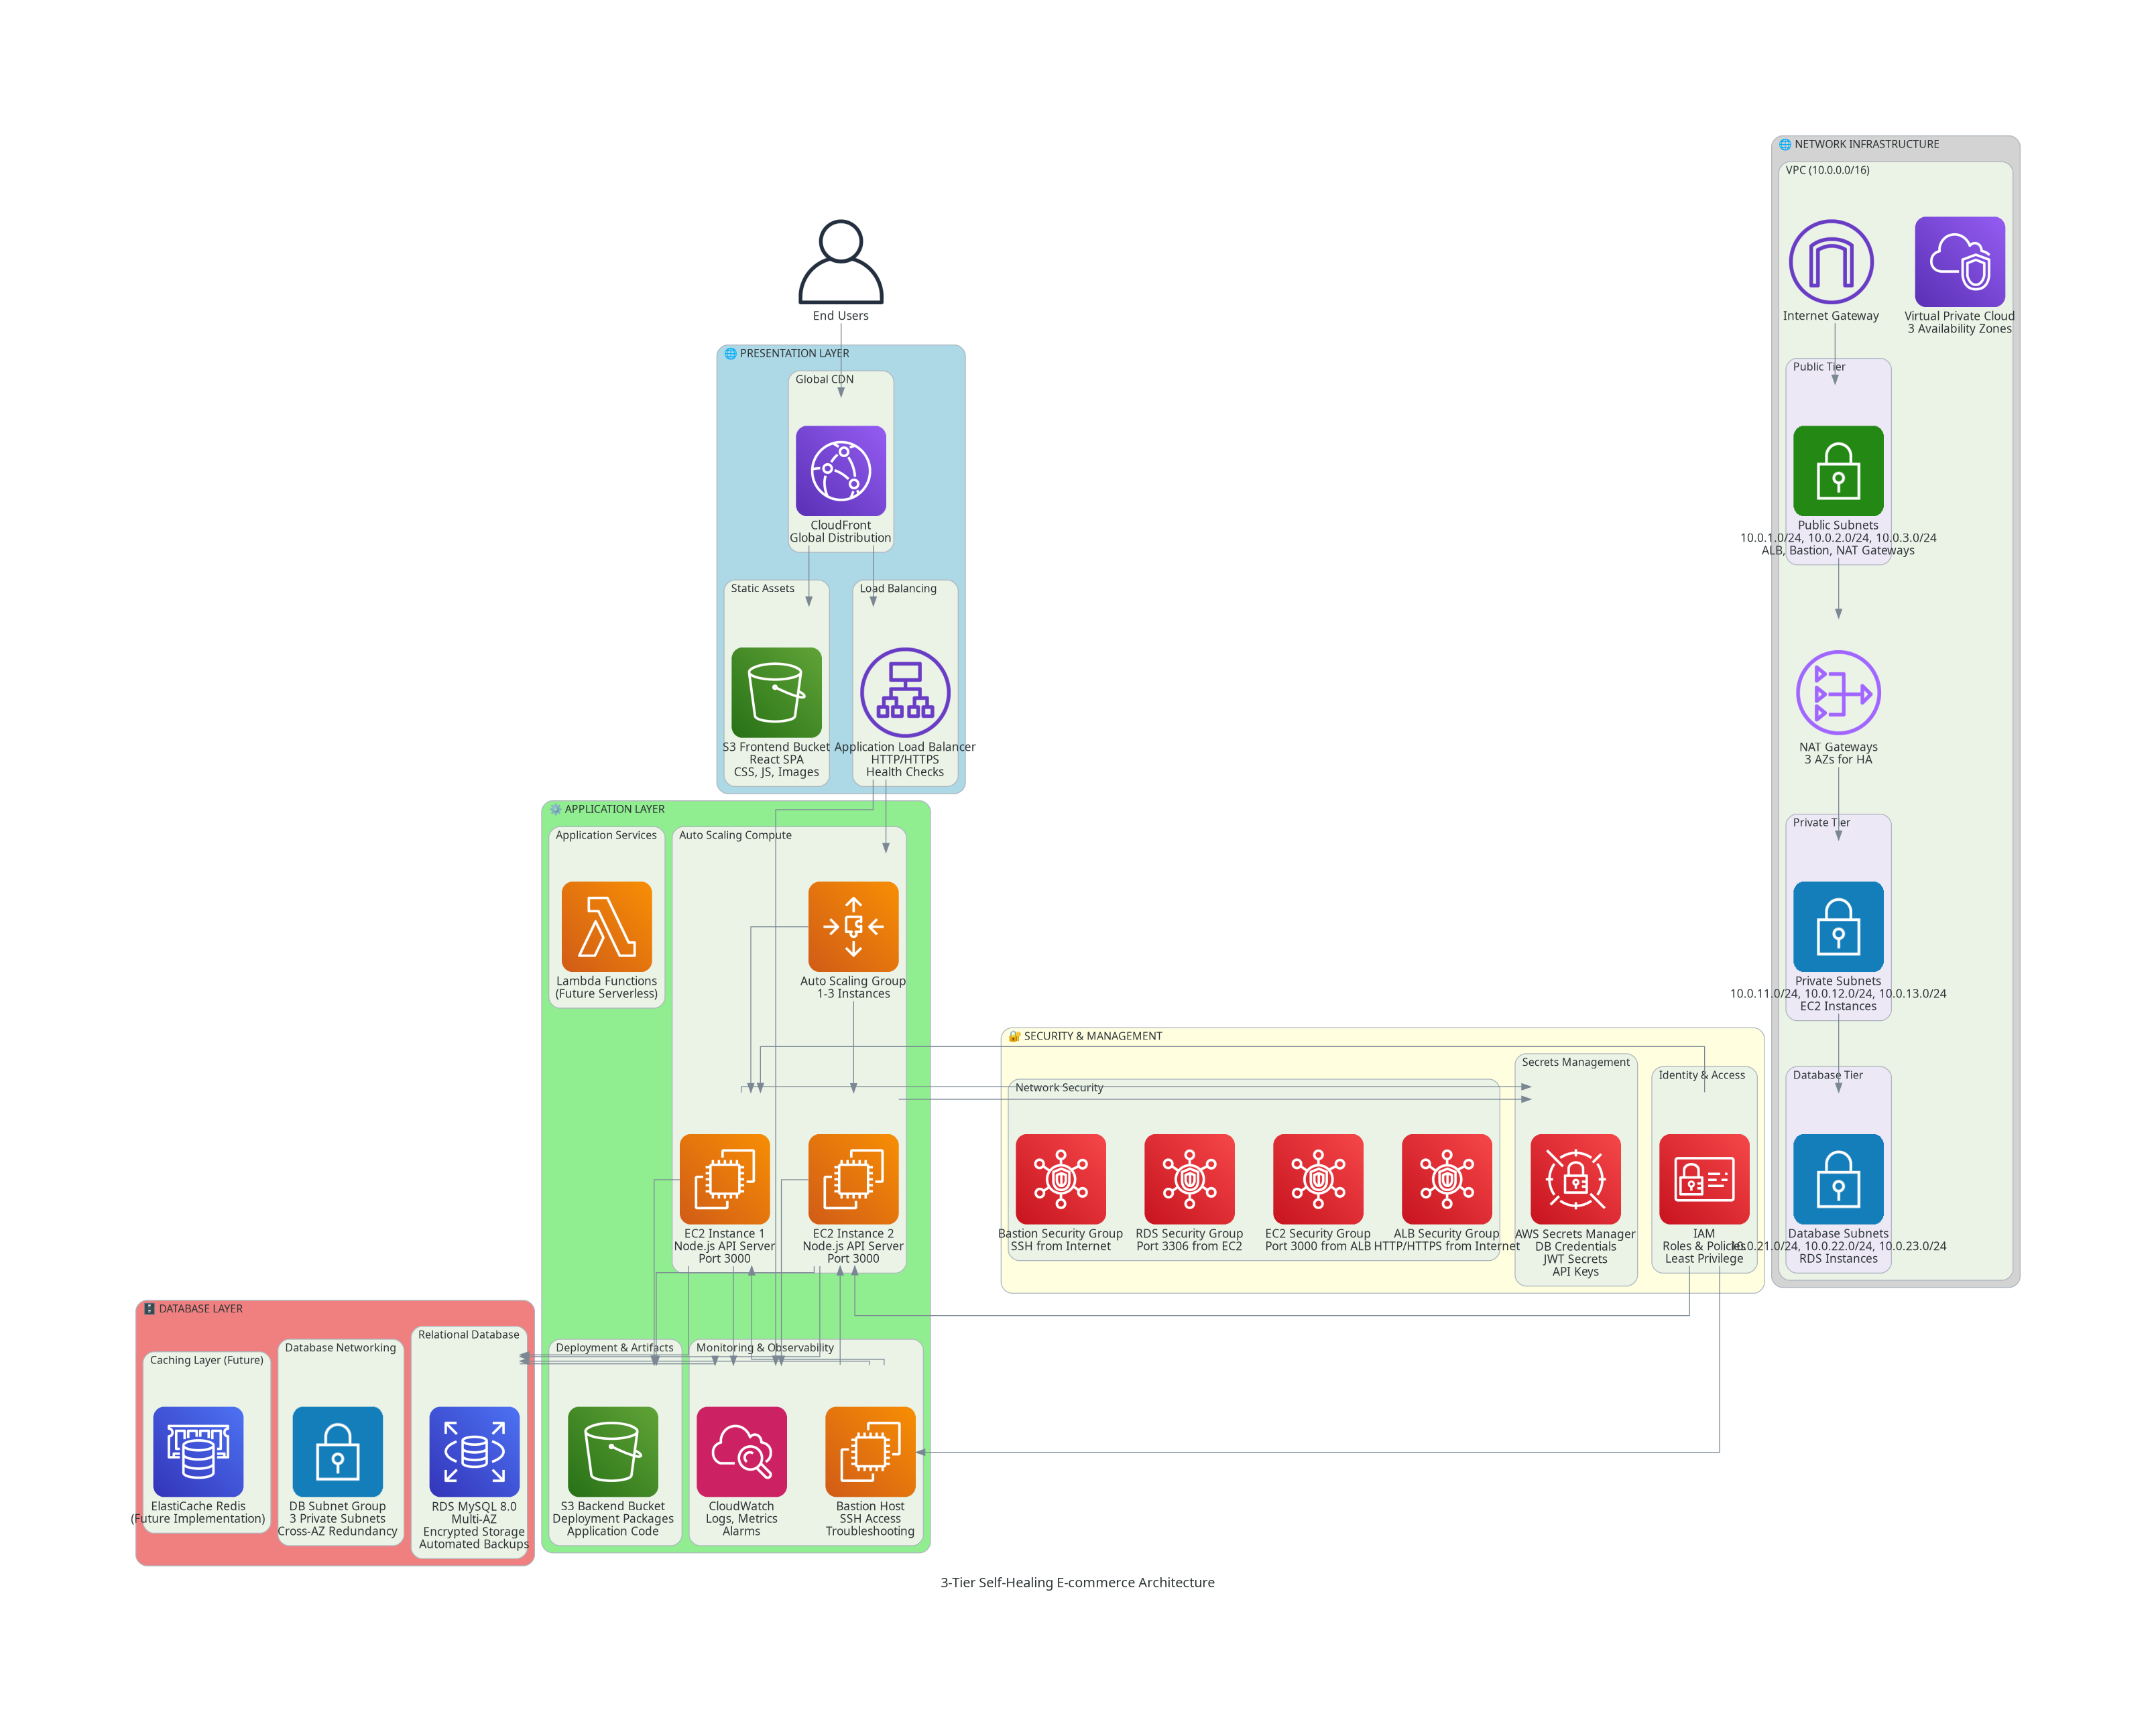 🌐 NETWORK INFRASTRUCTURE
VPC (10.0.0.0/16)
Internet Gateway
Virtual Private Cloud
3 Availability Zones
Public Tier
Public Subnets
10.0.1.0/24, 10.0.2.0/24, 10.0.3.0/24
ALB, Bastion, NAT Gateways
NAT Gateways
3 AZs for HA
Private Tier
Private Subnets
10.0.11.0/24, 10.0.12.0/24, 10.0.13.0/24
EC2 Instances
Database Tier
Database Subnets
10.0.21.0/24, 10.0.22.0/24, 10.0.23.0/24
RDS Instances
End Users
🌐 PRESENTATION LAYER
Global CDN
CloudFront
Global Distribution
Static Assets
S3 Frontend Bucket
React SPA
CSS, JS, Images
Load Balancing
Application Load Balancer
HTTP/HTTPS
Health Checks
⚙️ APPLICATION LAYER
Application Services
Lambda Functions
(Future Serverless)
Auto Scaling Compute
Auto Scaling Group
1-3 Instances
EC2 Instance 1
Node.js API Server
Port 3000
EC2 Instance 2
Node.js API Server
Port 3000
Deployment & Artifacts
S3 Backend Bucket
Deployment Packages
Application Code
Monitoring & Observability
CloudWatch
Logs, Metrics
Alarms
Bastion Host
SSH Access
Troubleshooting
🔐 SECURITY & MANAGEMENT
Network Security
Bastion Security Group
SSH from Internet
RDS Security Group
Port 3306 from EC2
EC2 Security Group
Port 3000 from ALB
ALB Security Group
HTTP/HTTPS from Internet
Secrets Management
AWS Secrets Manager
DB Credentials
JWT Secrets
API Keys
Identity & Access
IAM
Roles & Policies
Least Privilege
🗄️ DATABASE LAYER
Caching Layer (Future)
ElastiCache Redis
(Future Implementation)
Database Networking
DB Subnet Group
3 Private Subnets
Cross-AZ Redundancy
Relational Database
RDS MySQL 8.0
Multi-AZ
Encrypted Storage
Automated Backups
3-Tier Self-Healing E-commerce Architecture